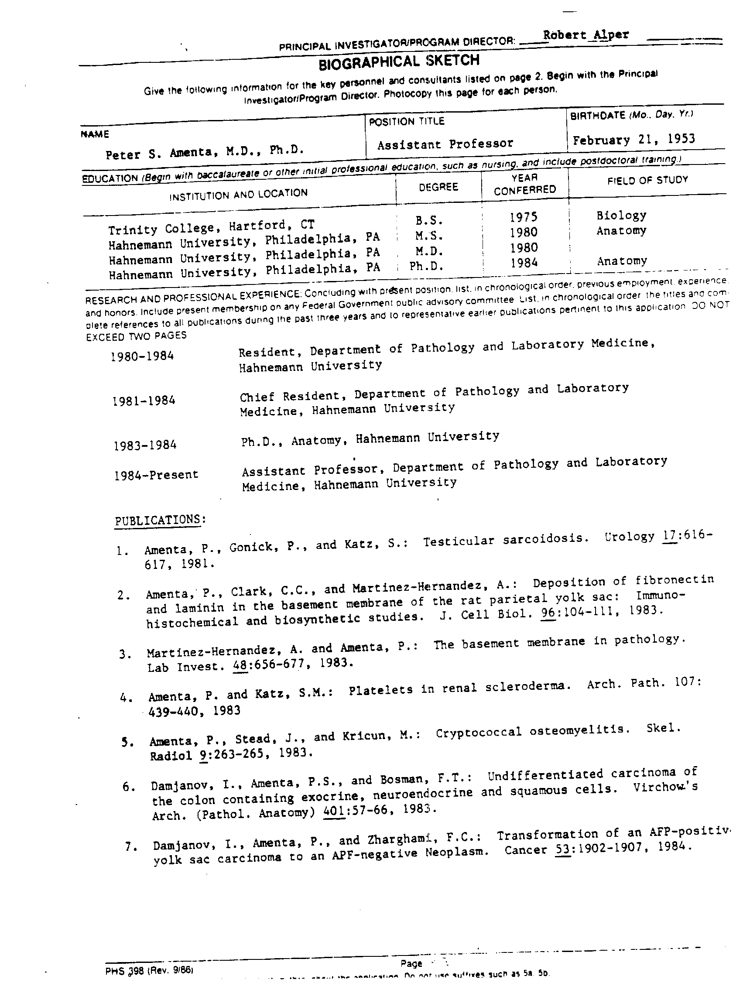 PRINCIPAL INVESTIGATOR/PROGRAM DIRECTOR: Robert Alper
BIOGRAPHICAL SKETCH
Give the following information for the key personnel and consultants listed on page 2. Begin with the Principal
Investigator/Program Director. Photocopy this page for each person.
NAME POSITION TITLE BIRTHDATE (Mo., Day, Yr.)
Peter S. Amenta, M.D., Ph.D. Assistant Professor February 21, 1953
EDUCATION (Begin with baccalaureate or other initial professional education, such as nursing, and include postdoctoral training.)
INSTITUTION AND LOCATION DEGREE YEAR CONFERRED FIELD OF STUDY
Trinity College, Hartford, CT B.S. 1975 Biology
Hahnemann University, Philadelphia, PA M.S. 1980 Anatomy
Hahnemann University, Philadelphia, PA M.D. 1980
Hahnemann University, Philadelphia, PA Ph.D. 1984 Anatomy
RESEARCH AND PROFESSIONAL EXPERIENCE: Concluding with present position, list, in chronological order, previous employment, experience,
and honors. Include present membership on any Federal Government public advisory committee. List, in chronological order, the titles and com-
plete references to all publications during the past three years and to representative earlier publications pertinent to this application. DO NOT
EXCEED TWO PAGES
1980-1984 Resident, Department of Pathology and Laboratory Medicine,
Hahnemann University
1981-1984 Chief Resident, Department of Pathology and Laboratory
Medicine, Hahnemann University
1983-1984 Ph.D., Anatomy, Hahnemann University
1984-Present Assistant Professor, Department of Pathology and Laboratory
Medicine, Hahnemann University
PUBLICATIONS:
1. Amenta, P., Gonick, P., and Katz, S.: Testicular sarcoidosis. Urology 17:616-
617, 1981.
2. Amenta, P., Clark, C.C., and Martinez-Hernandez, A.: Deposition of fibronectin
and laminin in the basement membrane of the rat parietal yolk sac: Immuno-
histochemical and biosynthetic studies. J. Cell Biol. 96:104-111, 1983.
3. Martinez-Hernandez, A. and Amenta, P.: The basement membrane in pathology.
Lab Invest. 48:656-677, 1983.
4. Amenta, P. and Katz, S.M.: Platelets in renal scleroderma. Arch. Path. 107:
439-440, 1983
5. Amenta, P., Stead, J., and Kricun, M.: Cryptococcal osteomyelitis. Skel.
Radiol 9:263-265, 1983.
6. Damjanov, I., Amenta, P.S., and Bosman, F.T.: Undifferentiated carcinoma of
the colon containing exocrine, neuroendocrine and squamous cells. Virchow's
Arch. (Pathol. Anatomy) 401:57-66, 1983.
7. Damjanov, I., Amenta, P., and Zharghami, F.C.: Transformation of an AFP-positiv
yolk sac carcinoma to an APF-negative Neoplasm. Cancer 53:1902-1907, 1984.
PHS 398 (Rev. 9/86) Page
the application. Do not use suffixes such as 5a, 5b.